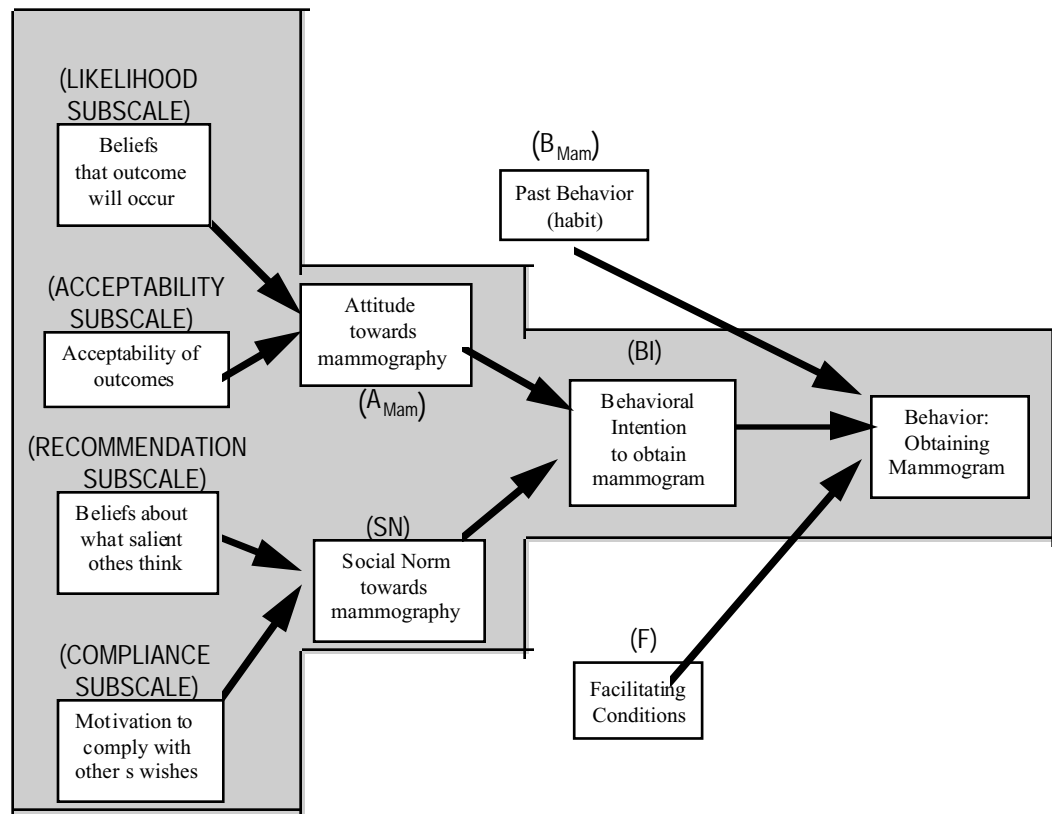 (LIKELIHOOD
SUBSCALE)
Beliefs
that outcome
will occur
(ACCEPTABILITY
SUBSCALE)
Acceptability of
outcomes
(RECOMMENDATION
SUBSCALE)
Beliefs about
what salient
othes think
(COMPLIANCE
SUBSCALE)
Motivation to
comply with
other s wishes
Attitude
towards
mammography
(A_Mam)
(SN)
Social Norm
towards
mammography
(B_Mam)
Past Behavior
(habit)
(BI)
Behavioral
Intention
to obtain
mammogram
(F)
Facilitating
Conditions
Behavior:
Obtaining
Mammogram